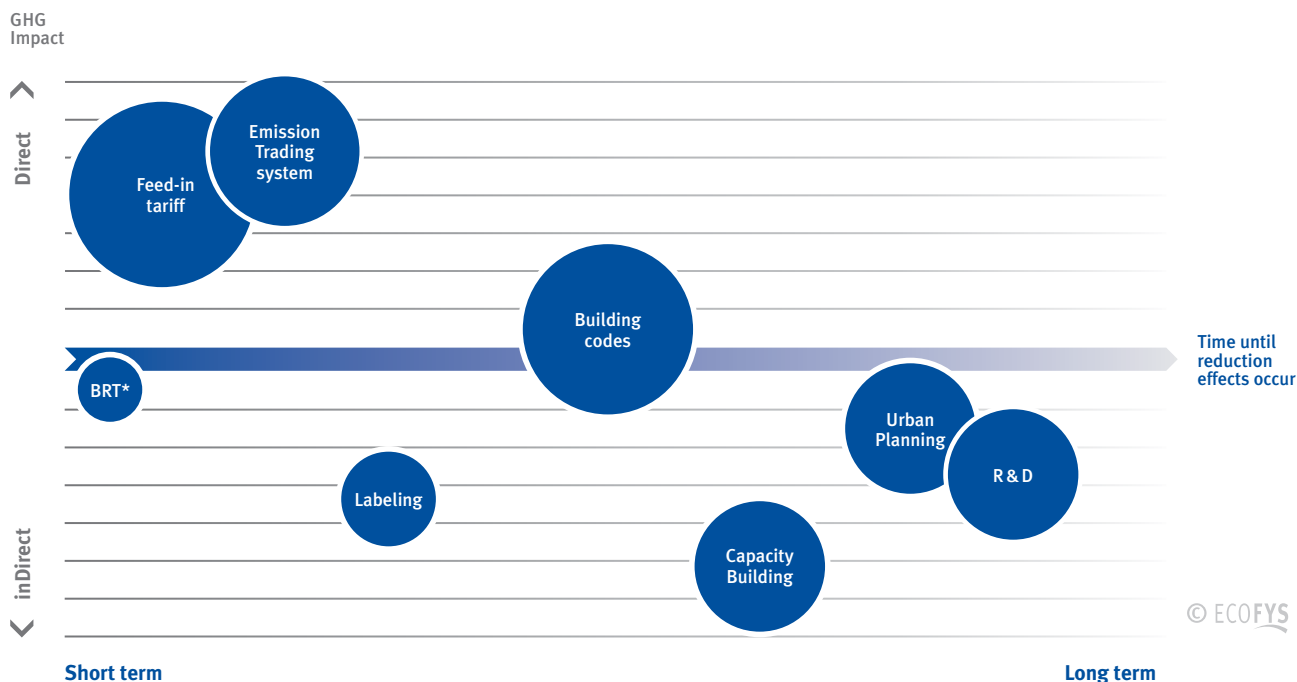 GHG
Impact
Direct
Emission
Trading
system
Feed-in
tariff
Building
codes
Time until
reduction
effects occur
BRT*
Urban
Planning
R & D
Labeling
Capacity
Building
inDirect
© ECOFYS
Short term
Long term